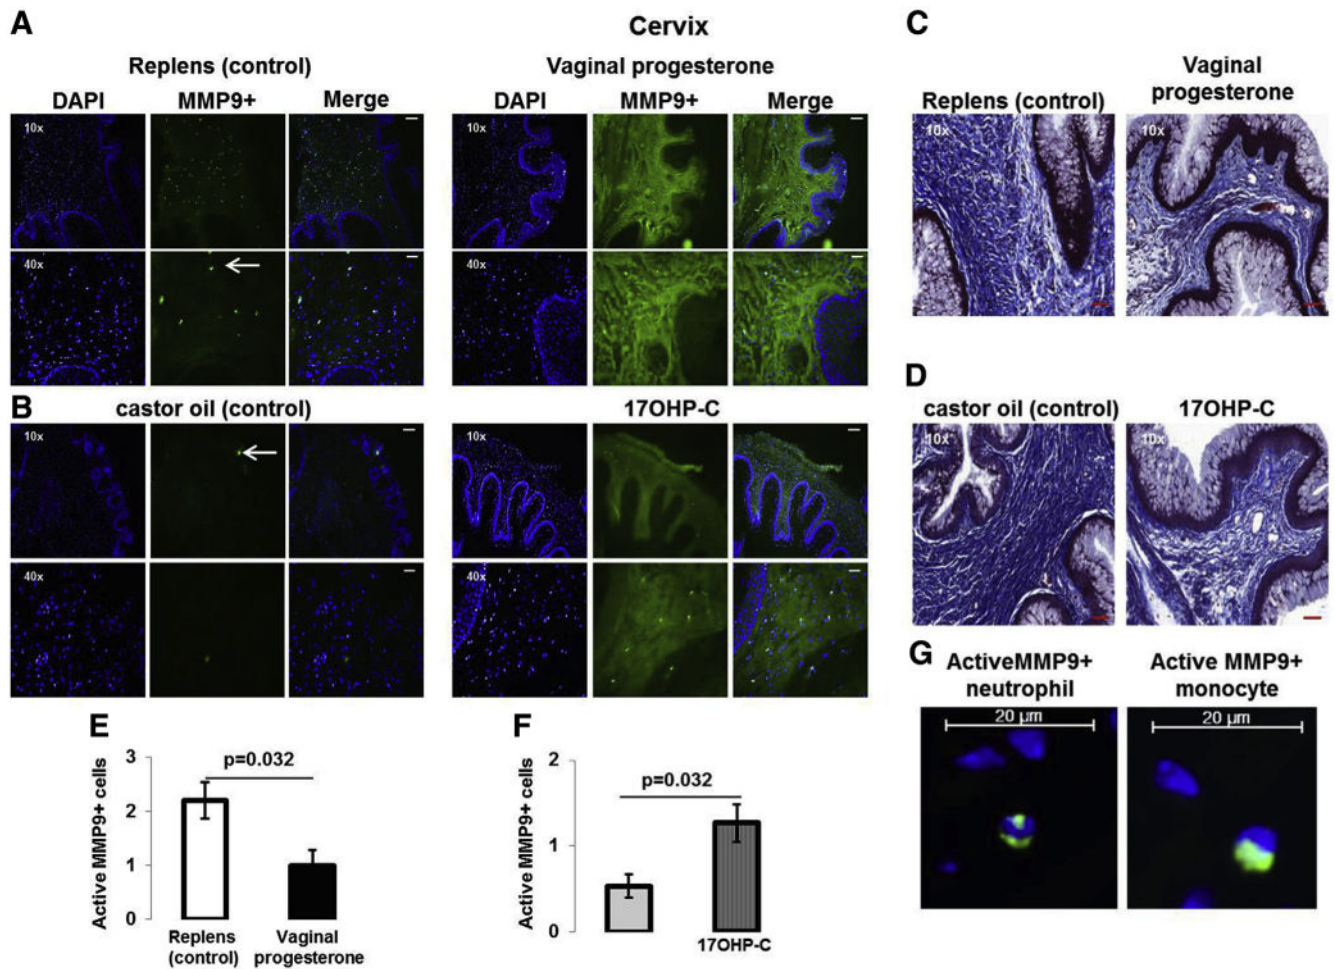 A
Cervix
Replens (control)
Vaginal progesterone
DAPI MMP9+ Merge
DAPI MMP9+ Merge
10x
10x
40x
40x
B
castor oil (control)
17OHP-C
10x
10x
40x
40x
C
Replens (control)
Vaginal
progesterone
10x
10x
D
castor oil (control)
17OHP-C
10x
10x
E
Active MMP9+ cells
3
2
1
0
p=0.032
Replens
(control)
Vaginal
progesterone
F
Active MMP9+ cells
2
1
0
p=0.032
17OHP-C
G
ActiveMMP9+
neutrophil
Active MMP9+
monocyte
20 µm
20 µm